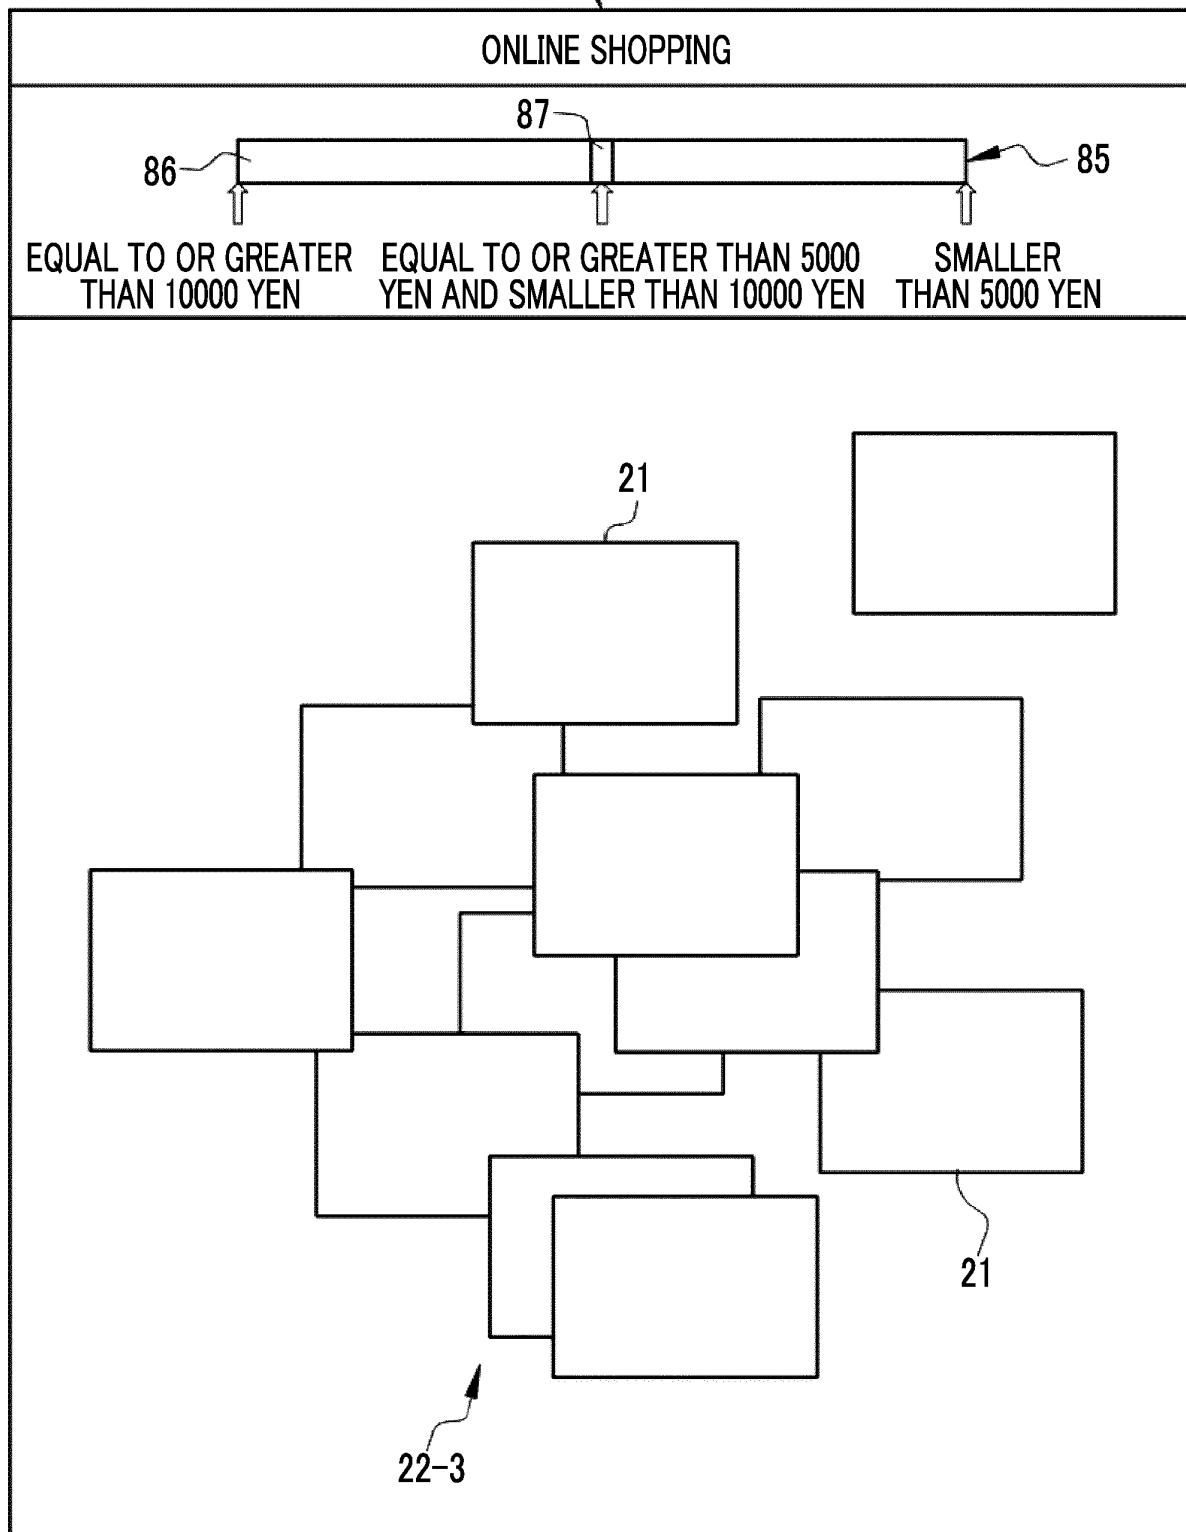 ONLINE SHOPPING
87
86
85
EQUAL TO OR GREATER
THAN 10000 YEN
EQUAL TO OR GREATER THAN 5000
YEN AND SMALLER THAN 10000 YEN
SMALLER
THAN 5000 YEN
21
21
22-3